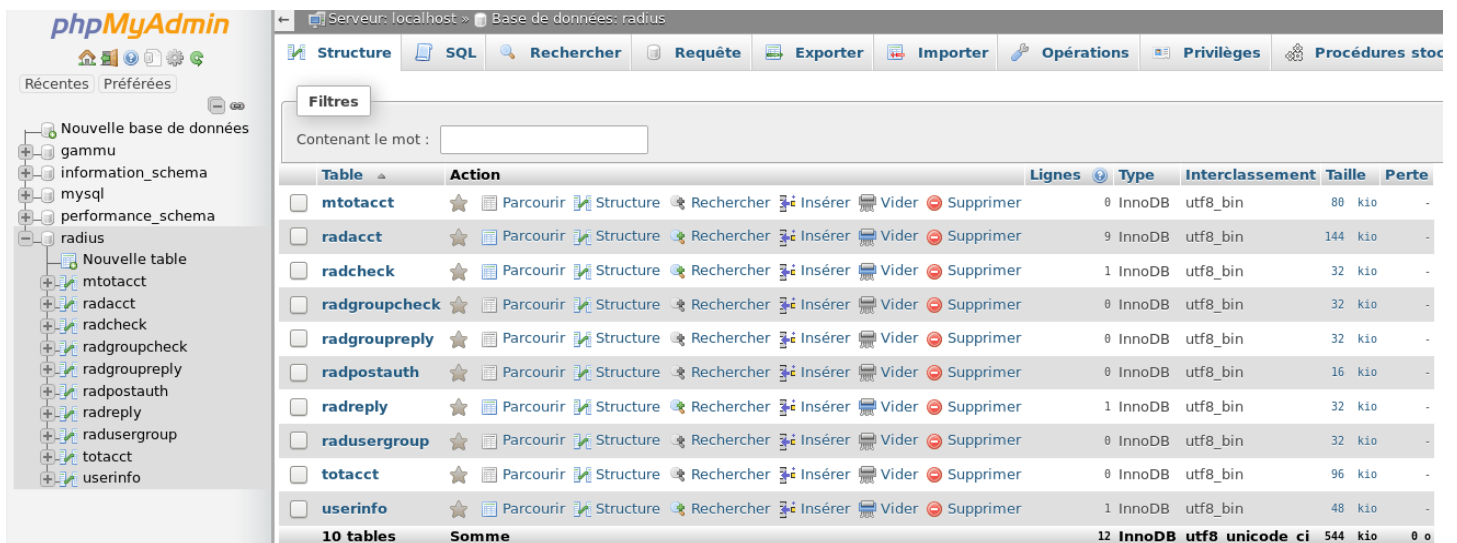 phpMyAdmin
Récentes Préférées
Nouvelle base de données
gammu
information_schema
mysql
performance_schema
radius
Nouvelle table
mtotacct
radacct
radcheck
radgroupcheck
radgroupreply
radpostauth
radreply
radusergroup
totacct
userinfo
← Serveur: localhost » Base de données: radius
Structure SQL Rechercher Requête Exporter Importer Opérations Privilèges Procédures stoc
Filtres
Contenant le mot :
Table Action Lignes Type Interclassement Taille Perte
mtotacct Parcourir Structure Rechercher Insérer Vider Supprimer 0 InnoDB utf8_bin 80 kio -
radacct Parcourir Structure Rechercher Insérer Vider Supprimer 9 InnoDB utf8_bin 144 kio -
radcheck Parcourir Structure Rechercher Insérer Vider Supprimer 1 InnoDB utf8_bin 32 kio -
radgroupcheck Parcourir Structure Rechercher Insérer Vider Supprimer 0 InnoDB utf8_bin 32 kio -
radgroupreply Parcourir Structure Rechercher Insérer Vider Supprimer 0 InnoDB utf8_bin 32 kio -
radpostauth Parcourir Structure Rechercher Insérer Vider Supprimer 0 InnoDB utf8_bin 16 kio -
radreply Parcourir Structure Rechercher Insérer Vider Supprimer 1 InnoDB utf8_bin 32 kio -
radusergroup Parcourir Structure Rechercher Insérer Vider Supprimer 0 InnoDB utf8_bin 32 kio -
totacct Parcourir Structure Rechercher Insérer Vider Supprimer 0 InnoDB utf8_bin 96 kio -
userinfo Parcourir Structure Rechercher Insérer Vider Supprimer 1 InnoDB utf8_bin 48 kio -
10 tables Somme 12 InnoDB utf8_unicode_ci 544 kio 0 o